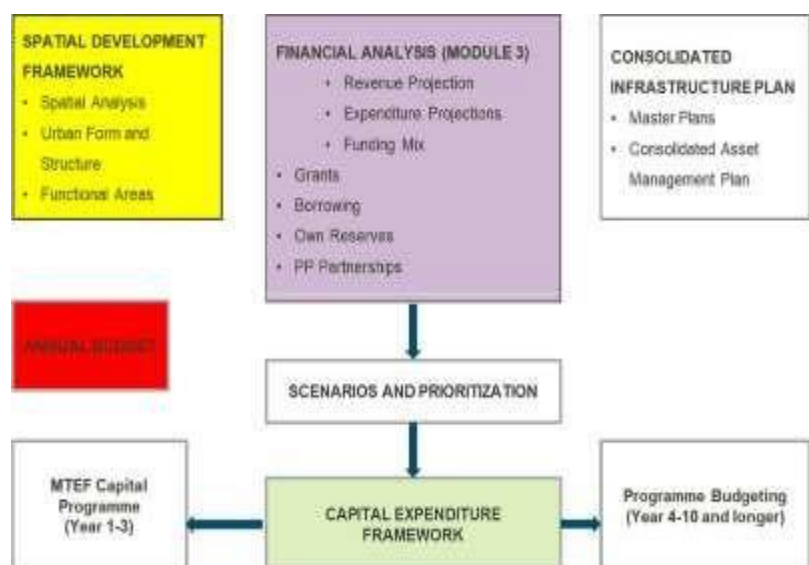 SPATIAL DEVELOPMENT
FRAMEWORK
• Spatial Analysis
• Urban Form and
Structure
• Functional Areas
FINANCIAL ANALYSIS (MODULE 3)
• Revenue Projection
• Expenditure Projections
• Funding Mix
• Grants
• Borrowing
• Own Reserves
• PP Partnerships
CONSOLIDATED
INFRASTRUCTURE PLAN
• Master Plans
• Consolidated Asset
Management Plan
ANNUAL BUDGET
SCENARIOS AND PRIORITIZATION
MTEF Capital
Programme
(Year 1-3)
CAPITAL EXPENDITURE
FRAMEWORK
Programme Budgeting
(Year 4-10 and longer)